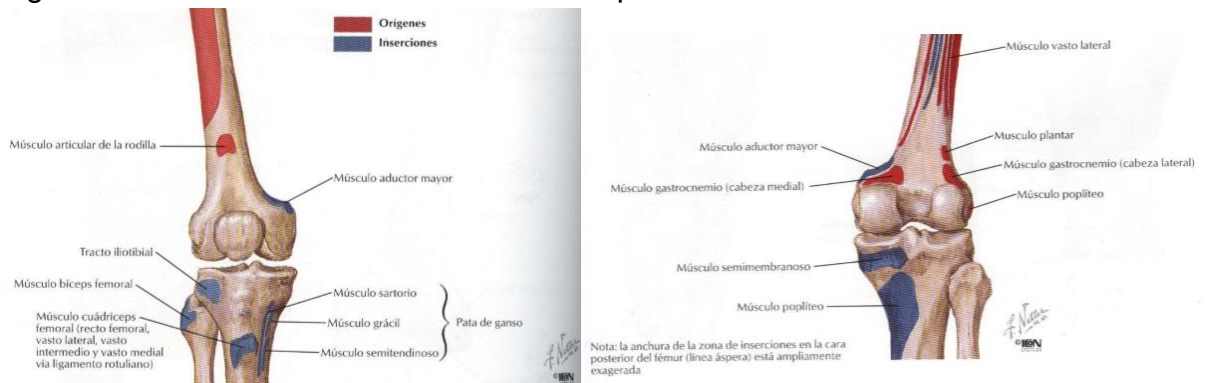 Orígenes
Inserciones
Músculo articular de la rodilla
Músculo aductor mayor
Tracto iliotibial
Músculo bíceps femoral
Músculo cuádriceps
femoral (recto femoral,
vasto lateral, vasto
intermedio y vasto medial
vía ligamento rotuliano)
Músculo sartorio
Músculo grácil
Músculo semitendinoso
Pata de ganso
Músculo vasto lateral
Musculo plantar
Músculo aductor mayor
Músculo gastrocnemio (cabeza lateral)
Músculo gastrocnemio (cabeza medial)
Músculo poplíteo
Músculo semimembranoso
Músculo poplíteo
Nota: la anchura de la zona de inserciones en la cara
posterior del fémur (línea áspera) está ampliamente
exagerada